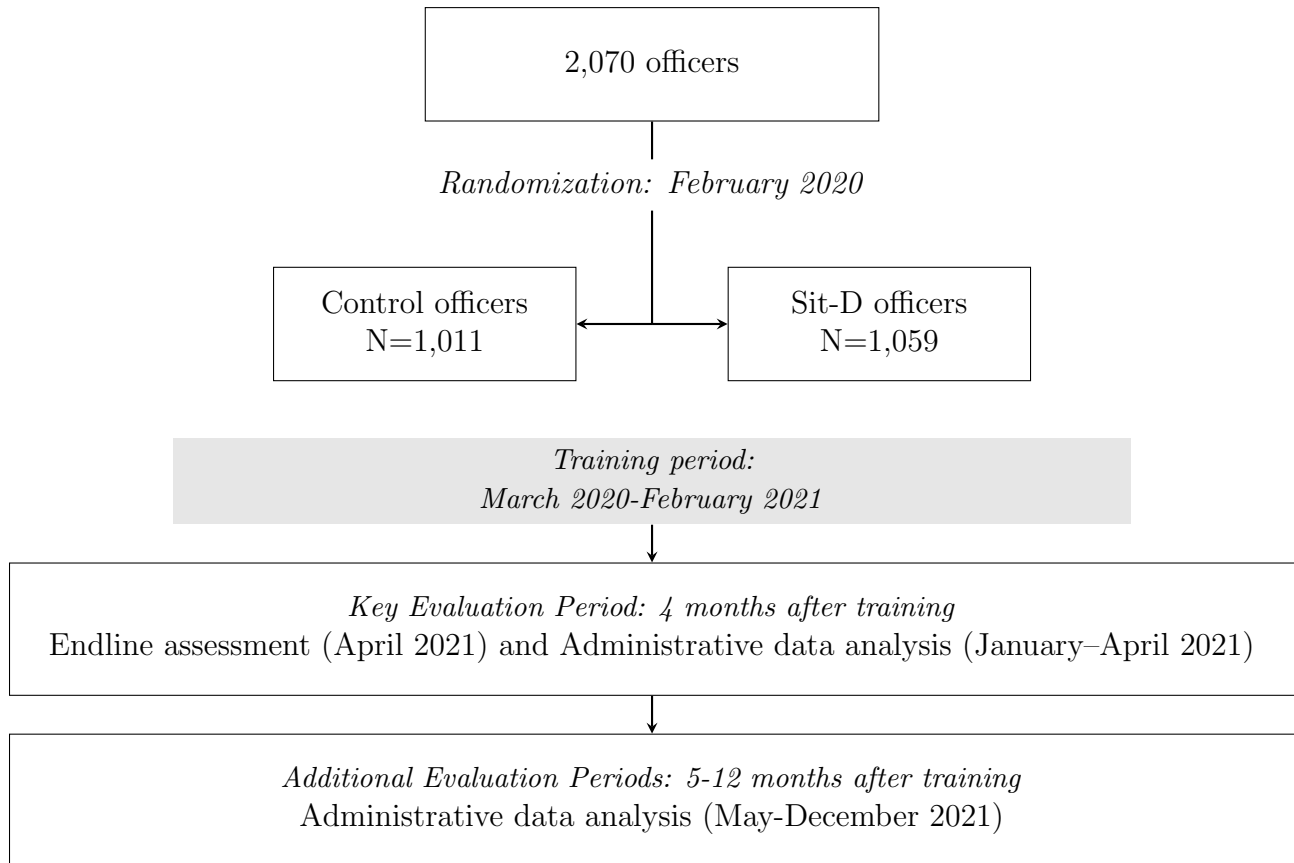 2,070 officers
Randomization: February 2020
Control officers
N=1,011
Sit-D officers
N=1,059
Training period:
March 2020-February 2021
Key Evaluation Period: 4 months after training
Endline assessment (April 2021) and Administrative data analysis (January–April 2021)
Additional Evaluation Periods: 5-12 months after training
Administrative data analysis (May-December 2021)